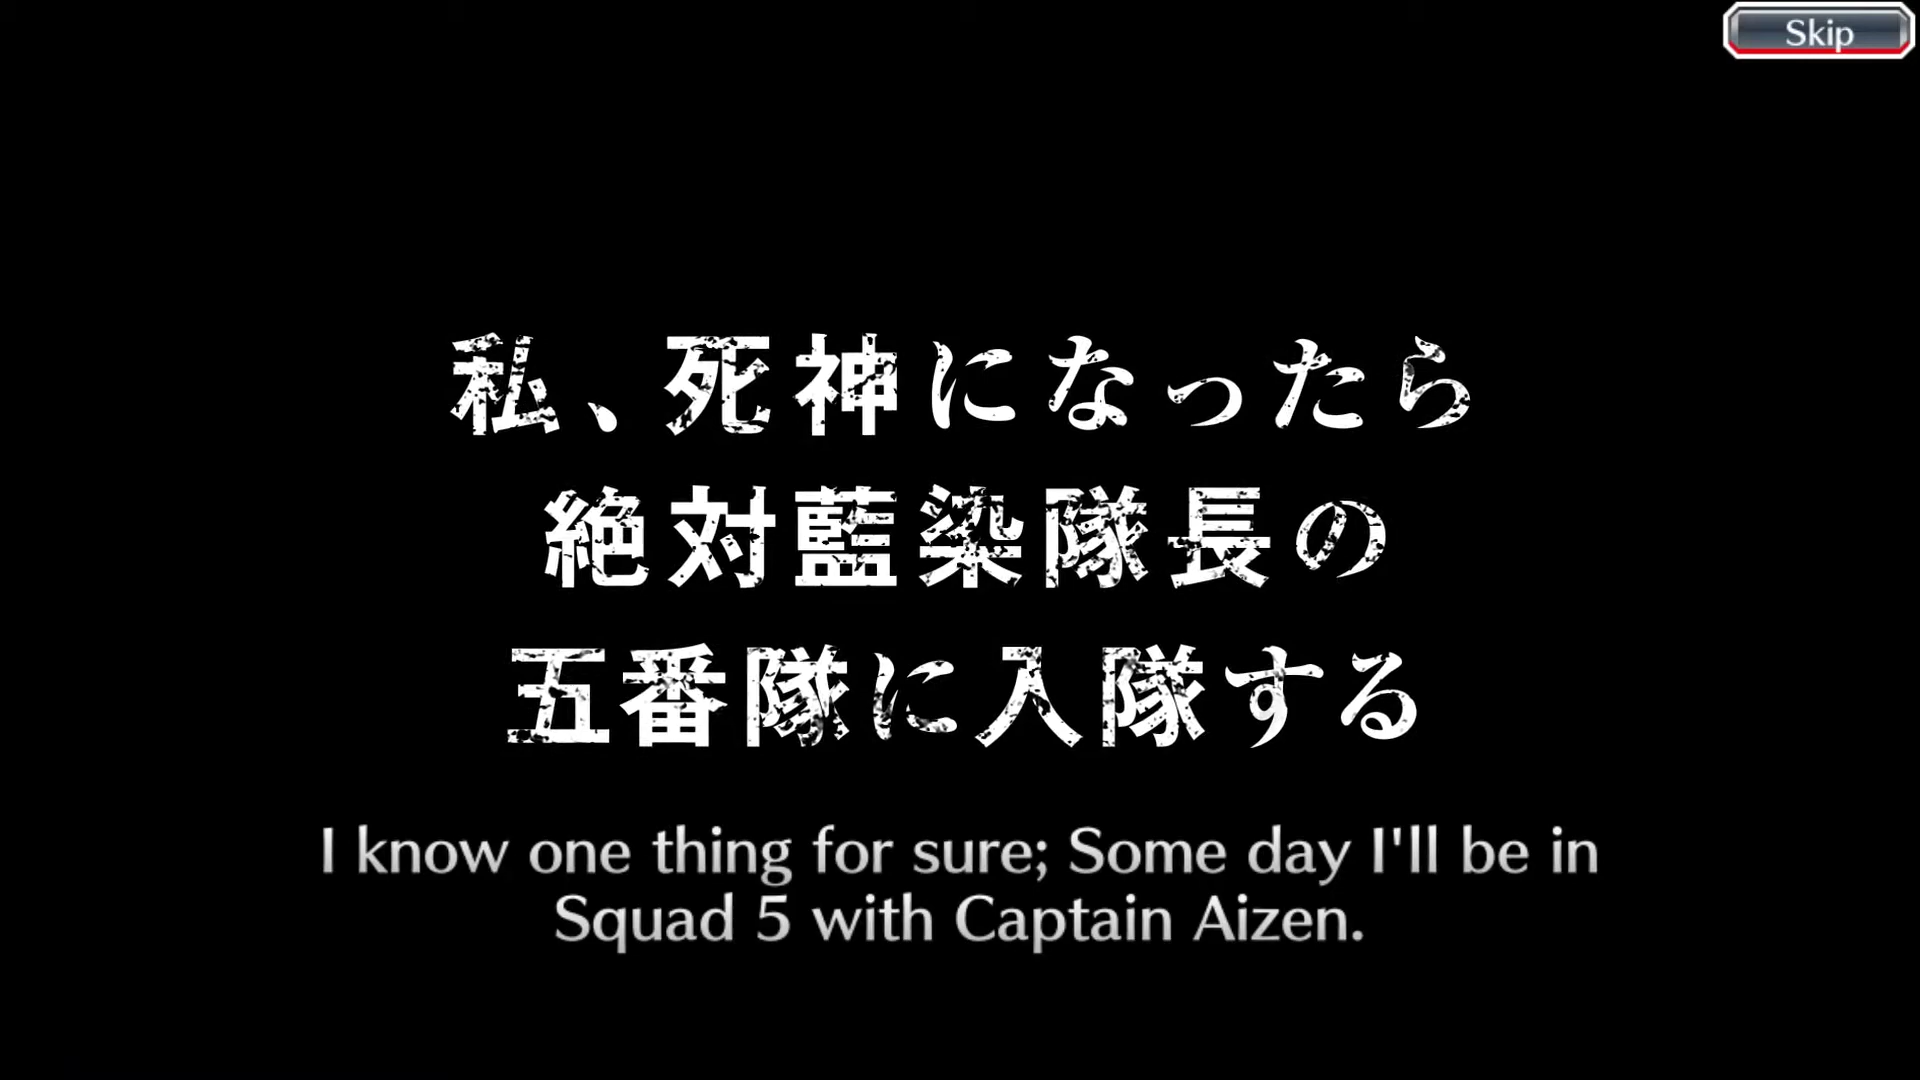 Skip
私、死神になったら
絶対藍染隊長の
五番隊に入隊する
I know one thing for sure; Some day I'll be in
Squad 5 with Captain Aizen.